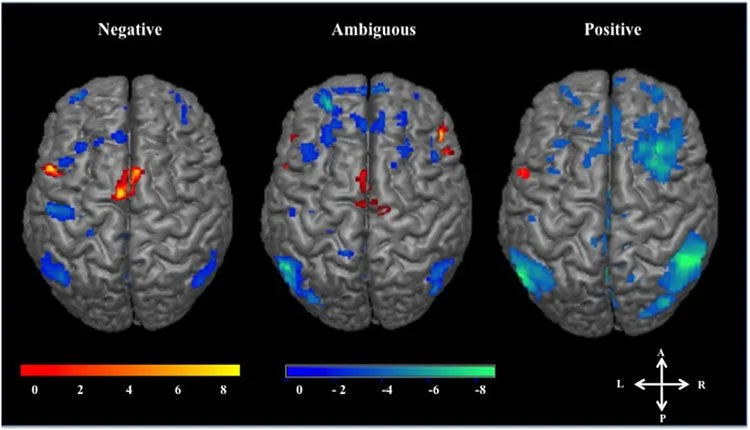 Negative Ambiguous Positive
A
L R
P
0 2 4 6 8
0 - 2 -4 -6 -8